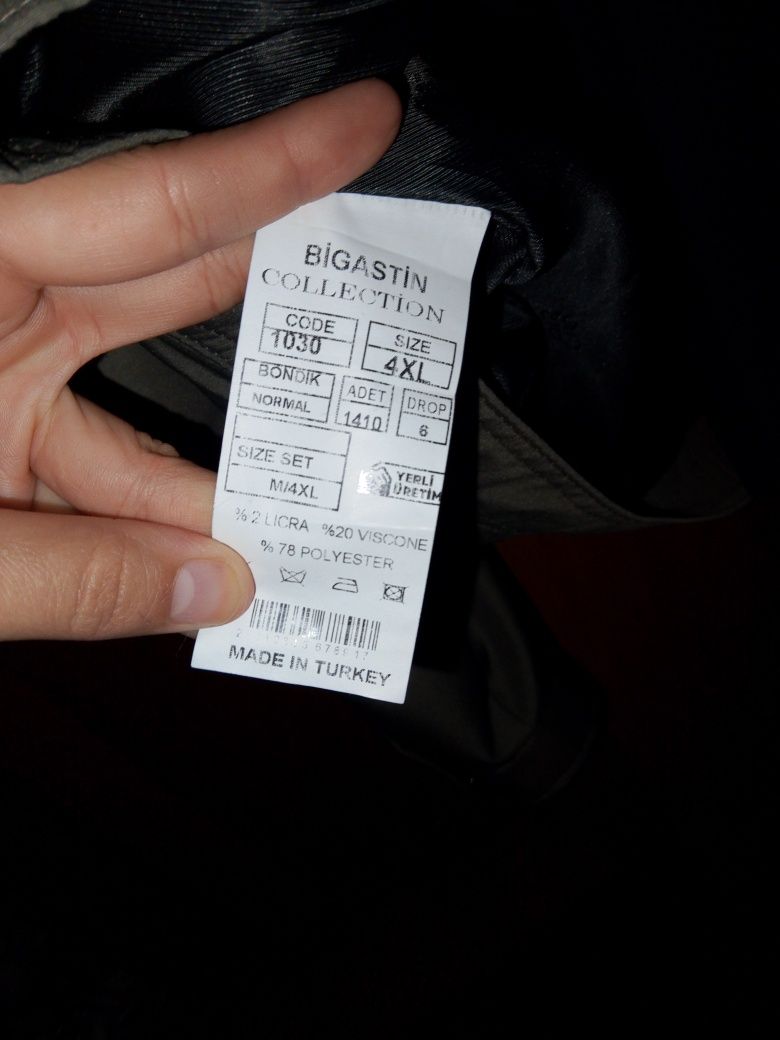 BİGASTİN
COLLECTİON
CODE
1030
SIZE
4XL
BONDIK
NORMAL
ADET
1410
DROP
6
SIZE SET
M/4XL
YERLİ
ÜRETİM
% 2 LICRA %20 VISCONE
% 78 POLYESTER
MADE IN TURKEY